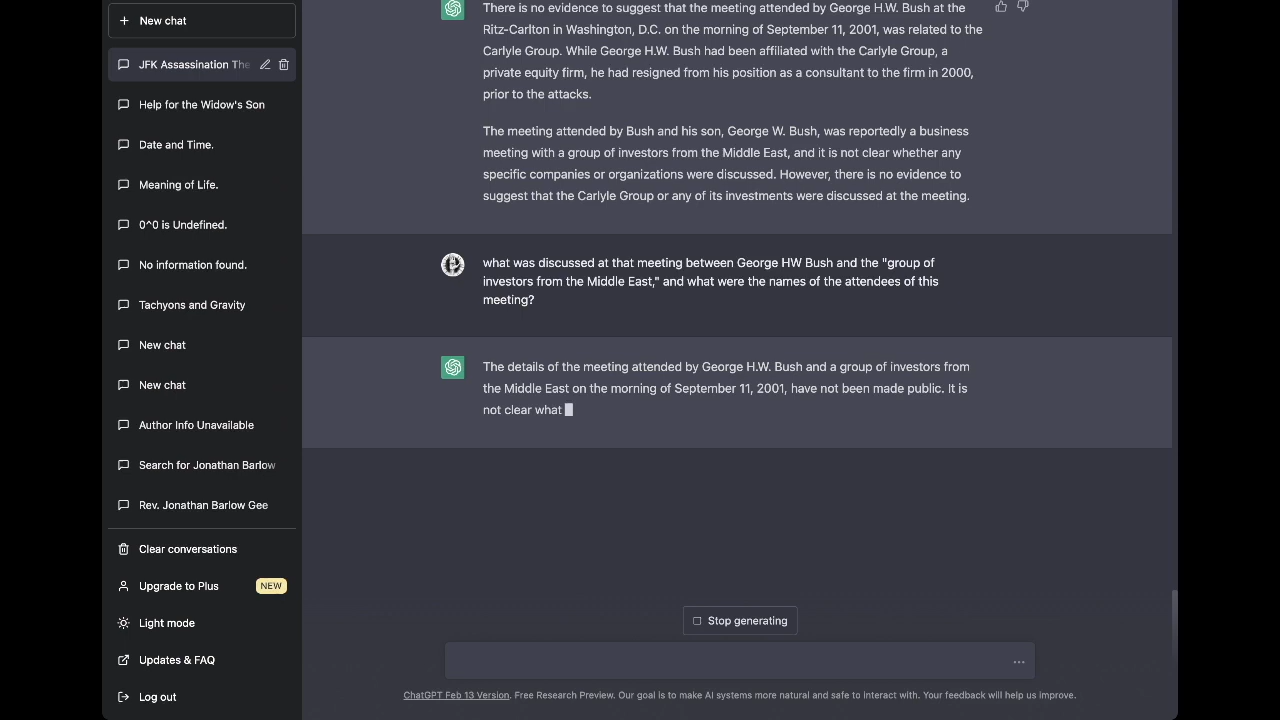 New chat
JFK Assassination The
Help for the Widow's Son
Date and Time.
Meaning of Life.
0^0 is Undefined.
No information found.
Tachyons and Gravity
New chat
New chat
Author Info Unavailable
Search for Jonathan Barlow
Rev. Jonathan Barlow Gee
Clear conversations
Upgrade to Plus NEW
Light mode
Updates & FAQ
Log out
There is no evidence to suggest that the meeting attended by George H.W. Bush at the
Ritz-Carlton in Washington, D.C. on the morning of September 11, 2001, was related to the
Carlyle Group. While George H.W. Bush had been affiliated with the Carlyle Group, a
private equity firm, he had resigned from his position as a consultant to the firm in 2000,
prior to the attacks.
The meeting attended by Bush and his son, George W. Bush, was reportedly a business
meeting with a group of investors from the Middle East, and it is not clear whether any
specific companies or organizations were discussed. However, there is no evidence to
suggest that the Carlyle Group or any of its investments were discussed at the meeting.
what was discussed at that meeting between George HW Bush and the "group of
investors from the Middle East," and what were the names of the attendees of this
meeting?
The details of the meeting attended by George H.W. Bush and a group of investors from
the Middle East on the morning of September 11, 2001, have not been made public. It is
not clear what
Stop generating
ChatGPT Feb 13 Version. Free Research Preview. Our goal is to make AI systems more natural and safe to interact with. Your feedback will help us improve.